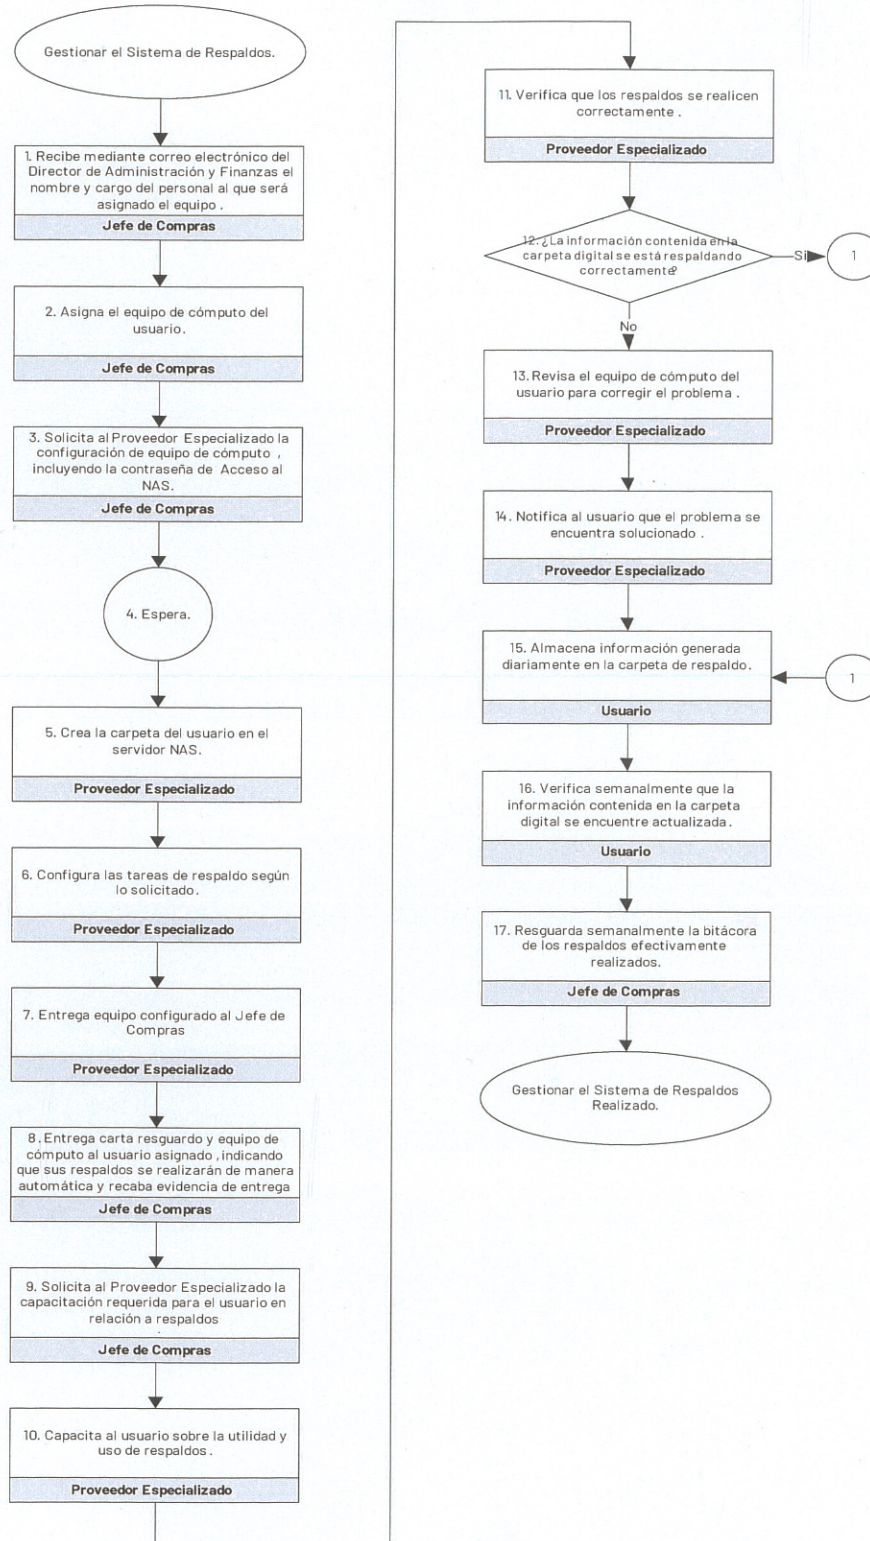 Gestionar el Sistema de Respaldos.
1. Recibe mediante correo electrónico del
Director de Administración y Finanzas el
nombre y cargo del personal al que será
asignado el equipo .
Jefe de Compras
2. Asigna el equipo de cómputo del
usuario.
Jefe de Compras
3. Solicita al Proveedor Especializado la
configuración de equipo de cómputo ,
incluyendo la contraseña de Acceso al
NAS.
Jefe de Compras
4. Espera.
5. Crea la carpeta del usuario en el
servidor NAS.
Proveedor Especializado
6. Configura las tareas de respaldo según
lo solicitado.
Proveedor Especializado
7. Entrega equipo configurado al Jefe de
Compras
Proveedor Especializado
8. Entrega carta resguardo y equipo de
cómputo al usuario asignado , indicando
que sus respaldos se realizarán de manera
automática y recaba evidencia de entrega
Jefe de Compras
9. Solicita al Proveedor Especializado la
capacitación requerida para el usuario en
relación a respaldos
.
Jefe de Compras
10. Capacita al usuario sobre la utilidad y
uso de respaldos .
Proveedor Especializado
11. Verifica que los respaldos se realicen
correctamente .
Proveedor Especializado
12. ¿La información contenida en la
carpeta digital se está respaldando
correctamente?
Si
1
No
13. Revisa el equipo de cómputo del
usuario para corregir el problema .
Proveedor Especializado
14. Notifica al usuario que el problema se
encuentra solucionado .
Proveedor Especializado
15. Almacena información generada
diariamente en la carpeta de respaldo.
Usuario
1
16. Verifica semanalmente que la
información contenida en la carpeta
digital se encuentre actualizada .
Usuario
17. Resguarda semanalmente la bitácora
de los respaldos efectivamente
realizados.
Jefe de Compras
Gestionar el Sistema de Respaldos
Realizado.